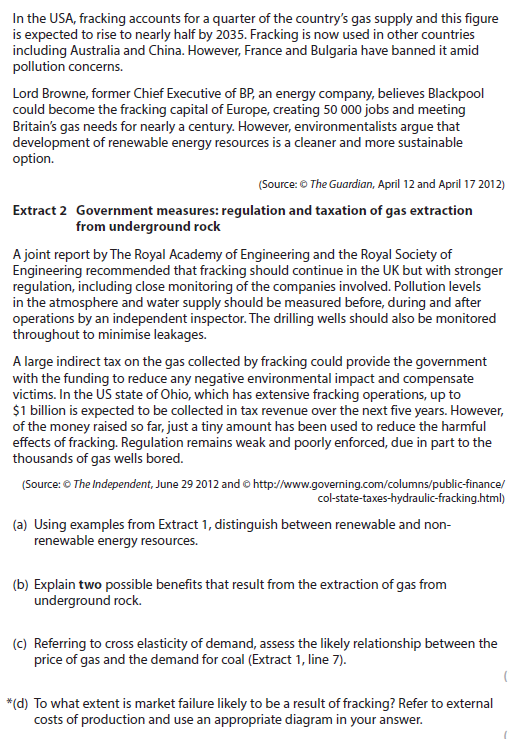 In the USA, fracking accounts for a quarter of the country's gas supply and this figure
is expected to rise to nearly half by 2035. Fracking is now used in other countries
including Australia and China. However, France and Bulgaria have banned it amid
pollution concerns.
Lord Browne, former Chief Executive of BP, an energy company, believes Blackpool
could become the fracking capital of Europe, creating 50 000 jobs and meeting
Britain's gas needs for nearly a century. However, environmentalists argue that
development of renewable energy resources is a cleaner and more sustainable
option.
(Source: © The Guardian, April 12 and April 17 2012)
Extract 2 Government measures: regulation and taxation of gas extraction
from underground rock
A joint report by The Royal Academy of Engineering and the Royal Society of
Engineering recommended that fracking should continue in the UK but with stronger
regulation, including close monitoring of the companies involved. Pollution levels
in the atmosphere and water supply should be measured before, during and after
operations by an independent inspector. The drilling wells should also be monitored
throughout to minimise leakages.
A large indirect tax on the gas collected by fracking could provide the government
with the funding to reduce any negative environmental impact and compensate
victims. In the US state of Ohio, which has extensive fracking operations, up to
$1 billion is expected to be collected in tax revenue over the next five years. However,
of the money raised so far, just a tiny amount has been used to reduce the harmful
effects of fracking. Regulation remains weak and poorly enforced, due in part to the
thousands of gas wells bored.
(Source: © The Independent, June 29 2012 and © http://www.governing.com/columns/public-finance/
col-state-taxes-hydraulic-fracking.html)
(a) Using examples from Extract 1, distinguish between renewable and non-
renewable energy resources.
(b) Explain two possible benefits that result from the extraction of gas from
underground rock.
(c) Referring to cross elasticity of demand, assess the likely relationship between the
price of gas and the demand for coal (Extract 1, line 7).
(
*(d) To what extent is market failure likely to be a result of fracking? Refer to external
costs of production and use an appropriate diagram in your answer.
(